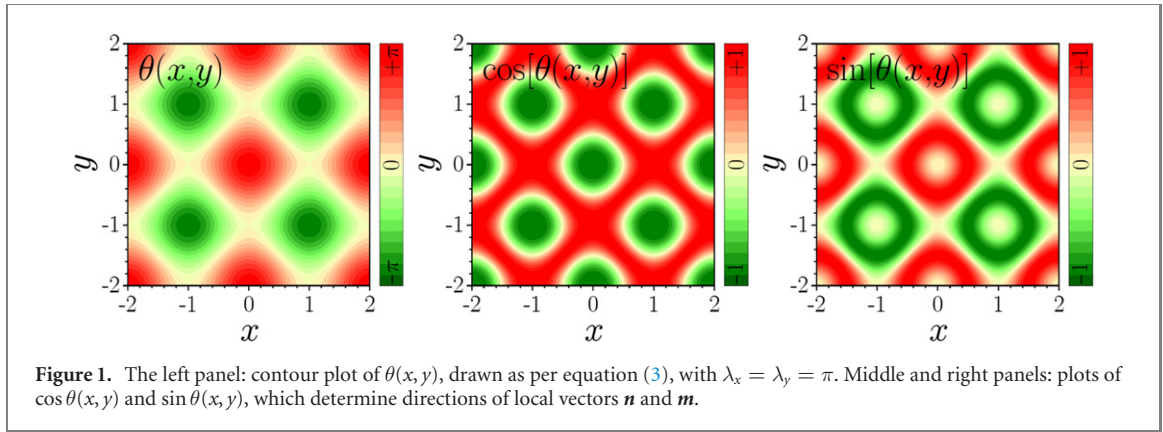 θ(x,y)
cos[θ(x,y)]
sin[θ(x,y)]
2
1
0
-1
-2
y
-2 -1 0 1 2
x
+π
0
-π
2
1
0
-1
-2
y
-2 -1 0 1 2
x
+1
0
-1
2
1
0
-1
-2
y
-2 -1 0 1 2
x
+1
0
-1
Figure 1. The left panel: contour plot of θ(x, y), drawn as per equation (3), with λx = λy = π. Middle and right panels: plots of
cos θ(x, y) and sin θ(x, y), which determine directions of local vectors n and m.